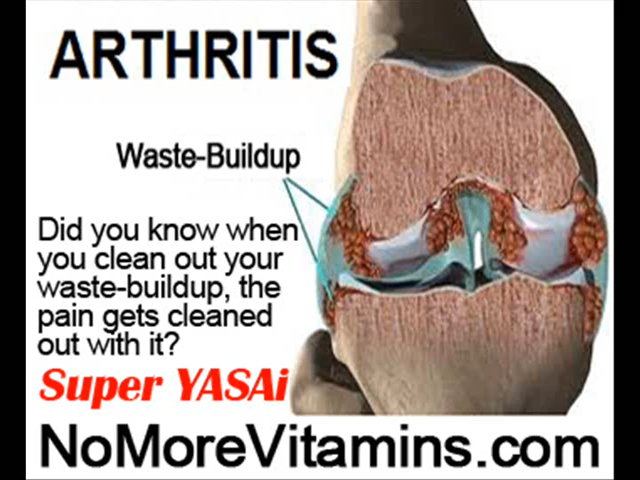 ARTHRITIS
Waste-Buildup
Did you know when
you clean out your
waste-buildup, the
pain gets cleaned
out with it?
Super YASAi
NoMoreVitamins.com